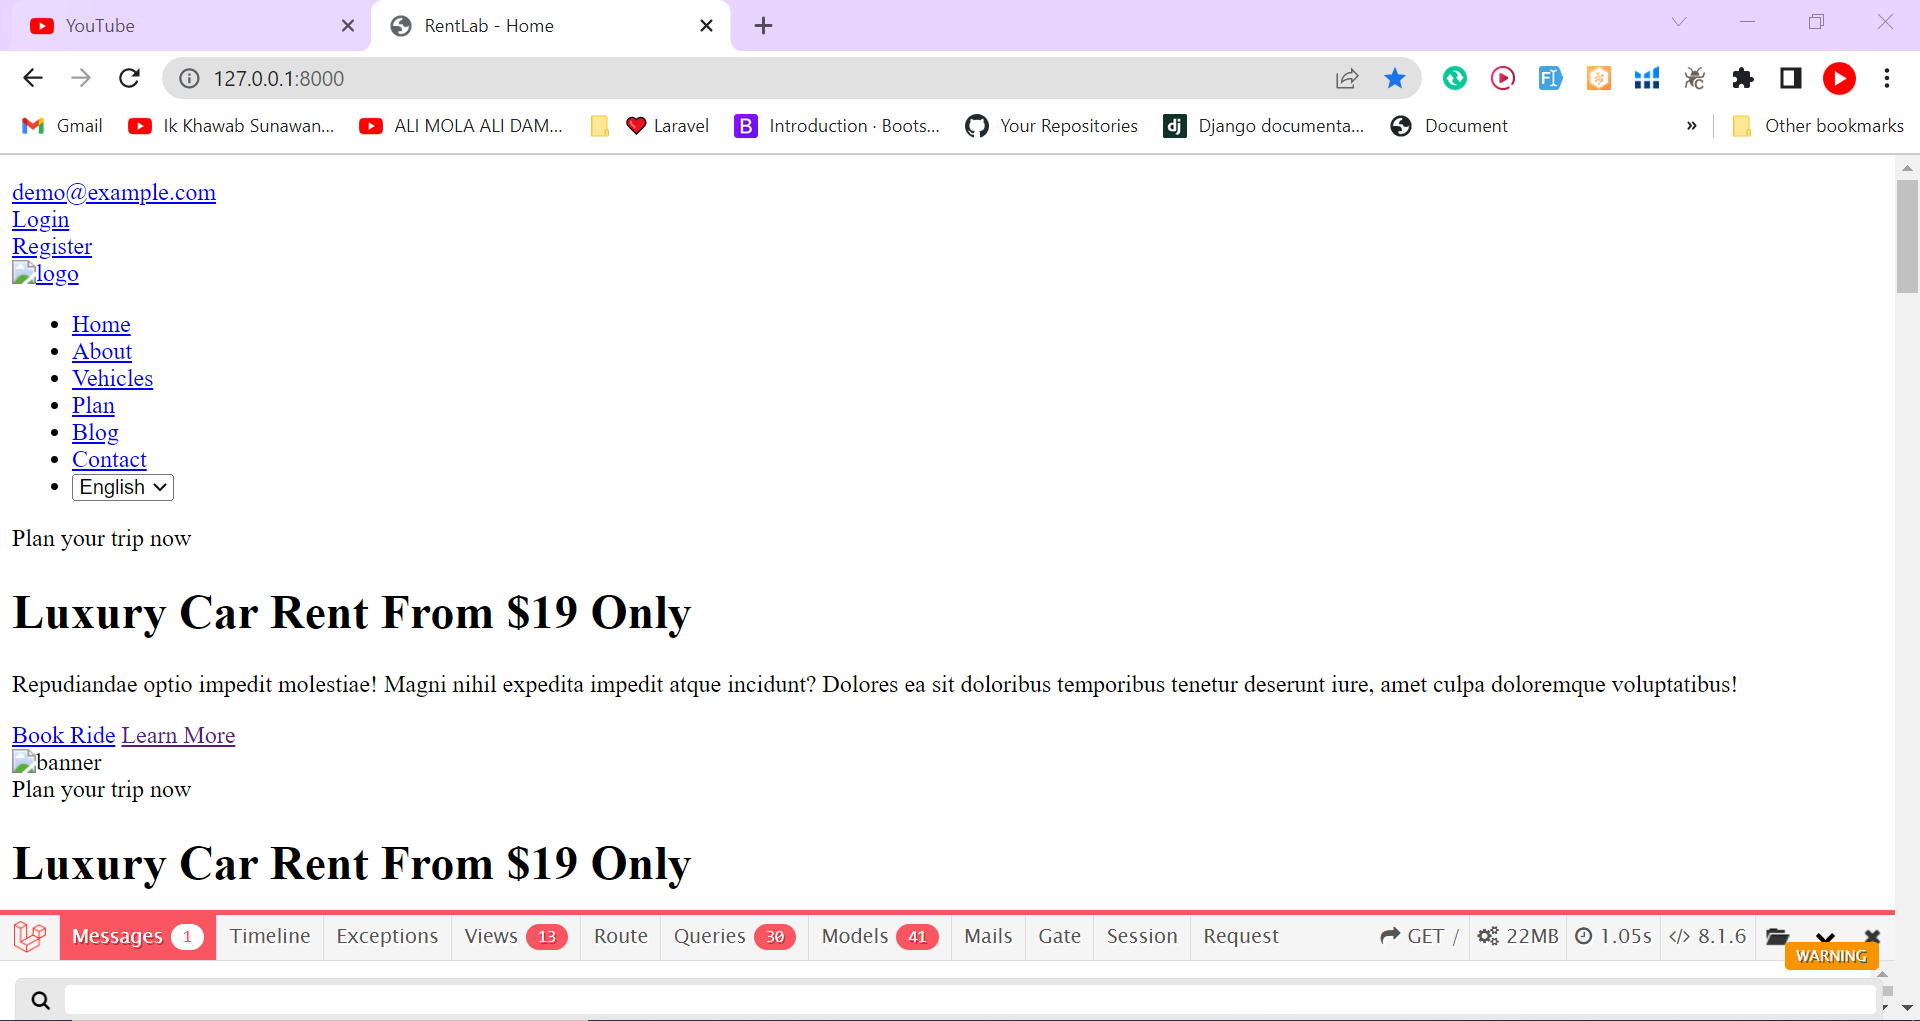 YouTube
RentLab - Home
127.0.0.1:8000
Gmail
Ik Khawab Sunawan...
ALI MOLA ALI DAM...
Laravel
Introduction · Boots...
Your Repositories
Django documenta...
Document
»
Other bookmarks
demo@example.com
Login
Register
logo
Home
About
Vehicles
Plan
Blog
Contact
English
Plan your trip now
Luxury Car Rent From $19 Only
Repudiandae optio impedit molestiae! Magni nihil expedita impedit atque incidunt? Dolores ea sit doloribus temporibus tenetur deserunt iure, amet culpa doloremque voluptatibus!
Book Ride Learn More
banner
Plan your trip now
Luxury Car Rent From $19 Only
Messages 1 Timeline Exceptions Views 13 Route Queries 30 Models 41 Mails Gate Session Request GET / 22MB 1.05s </> 8.1.6
WARNING